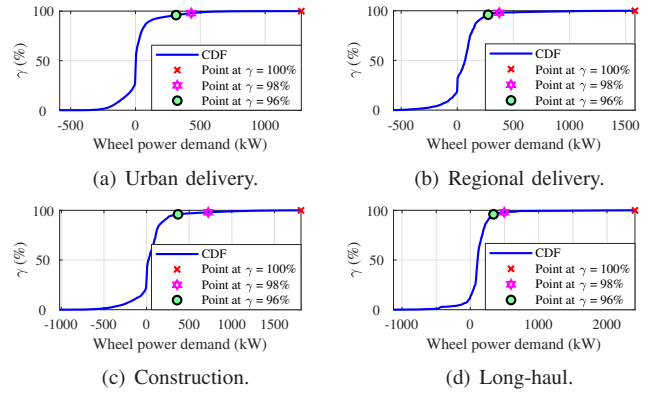 100
50
0
γ (%)
CDF
Point at γ = 100%
Point at γ = 98%
Point at γ = 96%
-500 0 500 1000
Wheel power demand (kW)
(a) Urban delivery.
100
50
0
γ (%)
CDF
Point at γ = 100%
Point at γ = 98%
Point at γ = 96%
-500 0 500 1000 1500
Wheel power demand (kW)
(b) Regional delivery.
100
50
0
γ (%)
CDF
Point at γ = 100%
Point at γ = 98%
Point at γ = 96%
-1000 -500 0 500 1000 1500
Wheel power demand (kW)
(c) Construction.
100
50
0
γ (%)
CDF
Point at γ = 100%
Point at γ = 98%
Point at γ = 96%
-1000 0 1000 2000
Wheel power demand (kW)
(d) Long-haul.